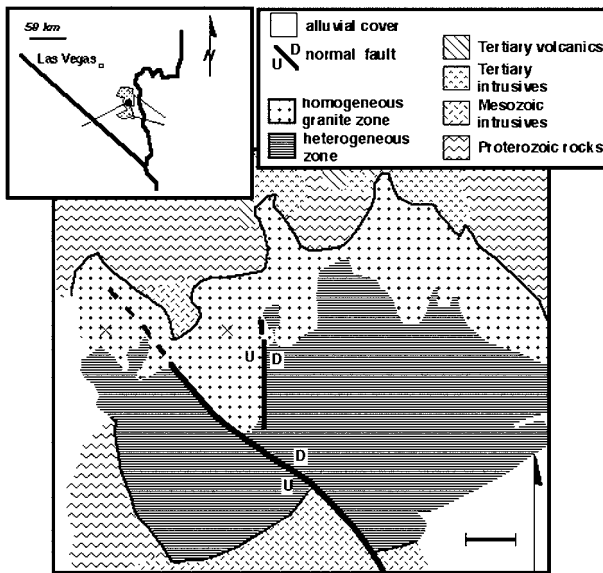 50 km
N
Las Vegas
alluvial cover
D
U
normal fault
homogeneous
granite zone
heterogeneous
zone
Tertiary volcanics
Tertiary
intrusives
Mesozoic
intrusives
Proterozoic rocks
U
D
D
U